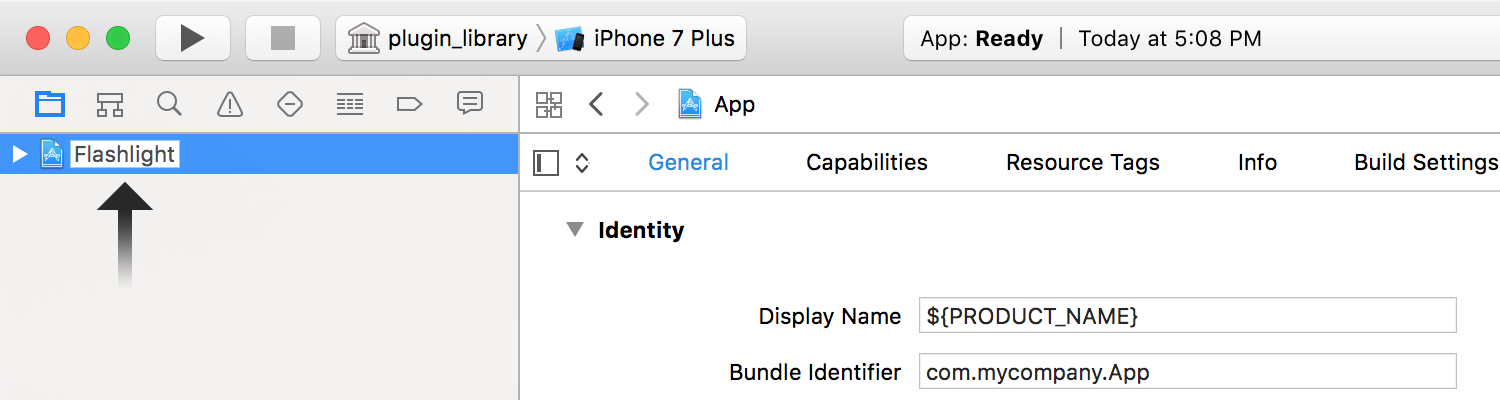 plugin_library iPhone 7 Plus App: Ready | Today at 5:08 PM
App
Flashlight
General Capabilities Resource Tags Info Build Settings
Identity
Display Name ${PRODUCT_NAME}
Bundle Identifier com.mycompany.App